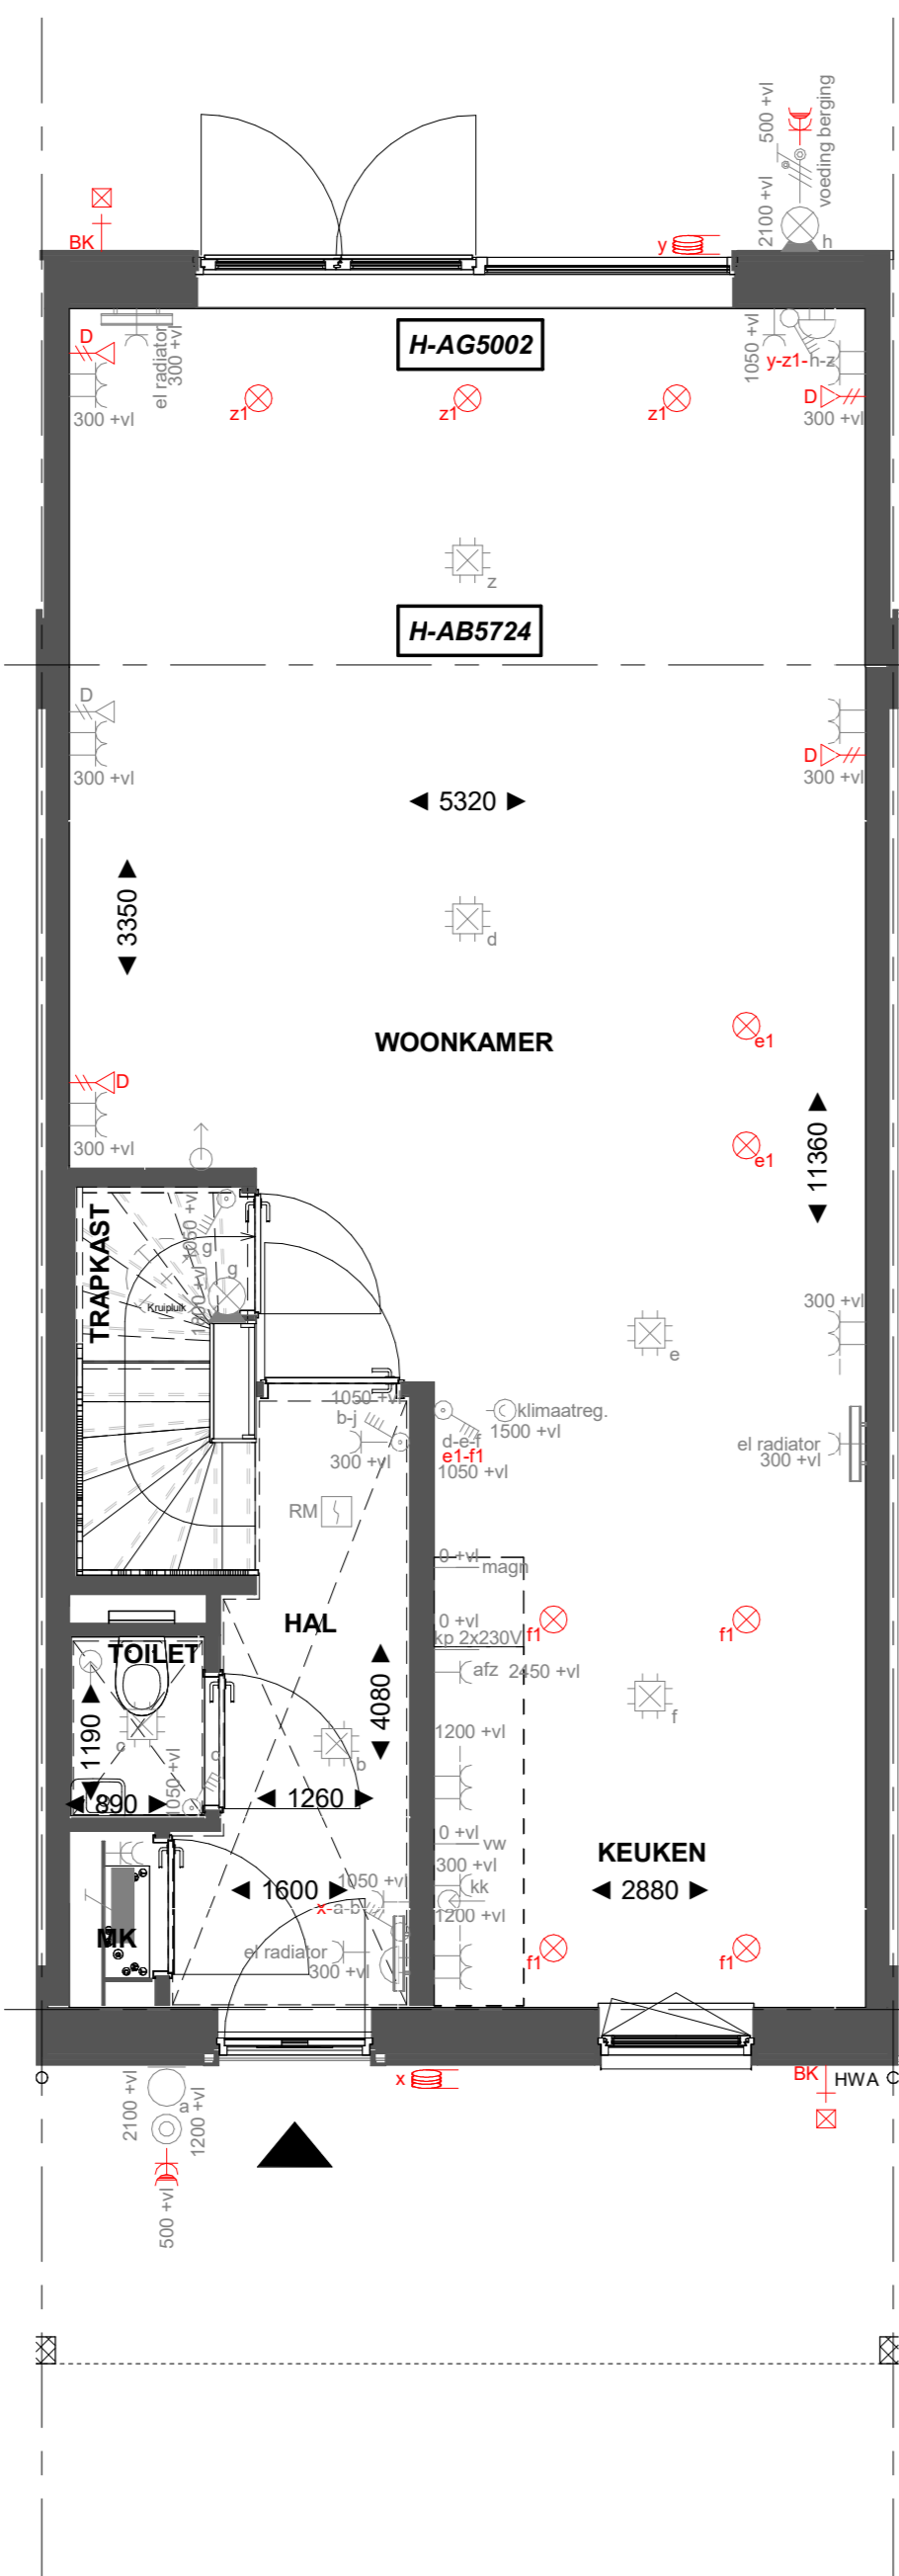 500 +vl
voeding berging
2100 +vl
h
BK
y
H-AG5002
D
el radiator
300 +vl
300 +vl
1050 +vl
y-z1-h-z
D
300 +vl
z1
z1
z1
z
H-AB5724
D
300 +vl
D
300 +vl
5320
3350
d
WOONKAMER
e1
D
300 +vl
e1
11360
TRAPKAST
1050 +vl
g
g
Kruipluik
300 +vl
e
1050 +vl
b-j
300 +vl
klimaatreg.
1500 +vl
d-e-f
e1-f1
1050 +vl
el radiator
300 +vl
RM
0 +vl
magn
HAL
0 +vl
kp 2x230V
f1
f1
TOILET
afz 2450 +vl
4080
1190
f
c
c
b
1200 +vl
1050 +vl
890
1260
0 +vl
vw
KEUKEN
300 +vl
kk
1050 +vl
1600
2880
x-a-b
1200 +vl
MK
el radiator
300 +vl
f1
f1
x
BK
HWA
2100 +vl
a
1200 +vl
500 +vl